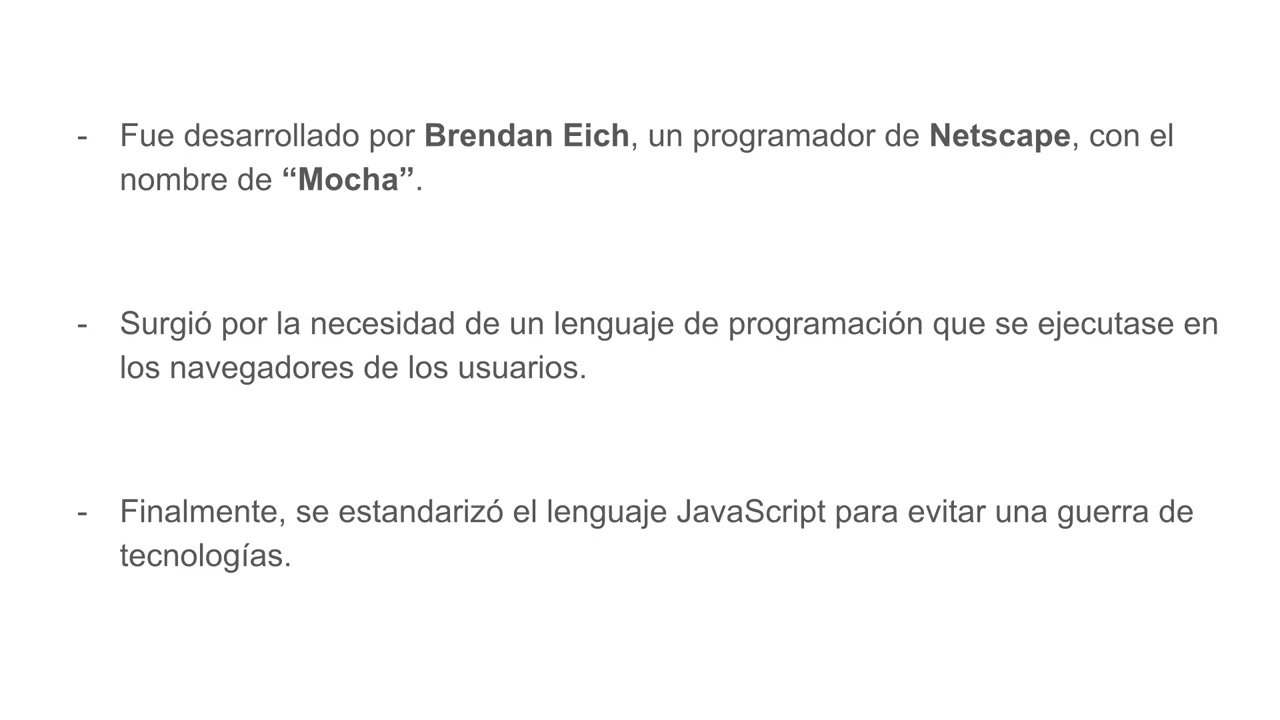 - Fue desarrollado por Brendan Eich, un programador de Netscape, con el
nombre de “Mocha”.
- Surgió por la necesidad de un lenguaje de programación que se ejecutase en
los navegadores de los usuarios.
- Finalmente, se estandarizó el lenguaje JavaScript para evitar una guerra de
tecnologías.